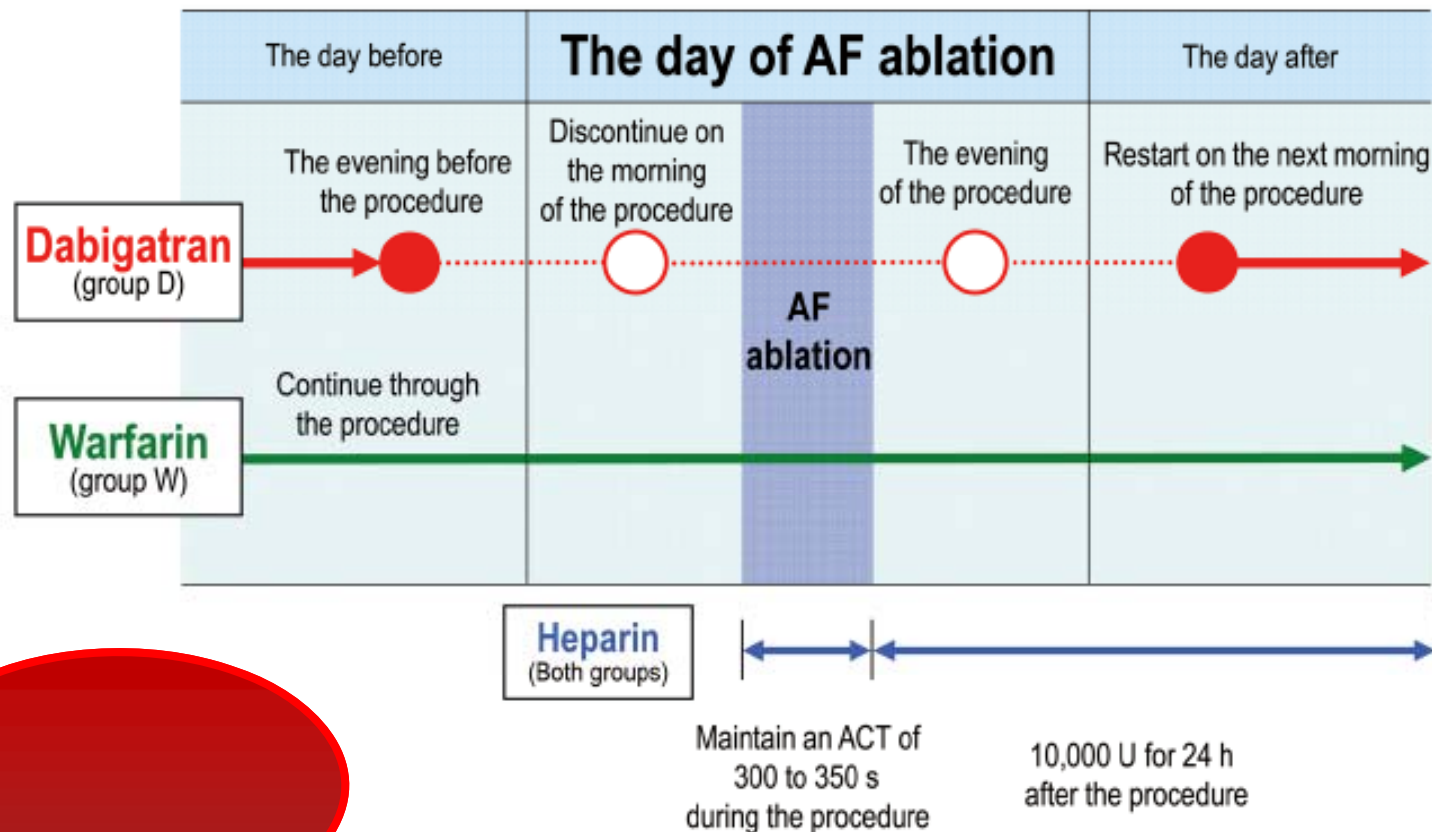 The day before
The day of AF ablation
The day after
The evening before
the procedure
Discontinue on
the morning
of the procedure
The evening
of the procedure
Restart on the next morning
of the procedure
Dabigatran
(group D)
AF
ablation
Continue through
the procedure
Warfarin
(group W)
Heparin
(Both groups)
Maintain an ACT of
300 to 350 s
during the procedure
10,000 U for 24 h
after the procedure